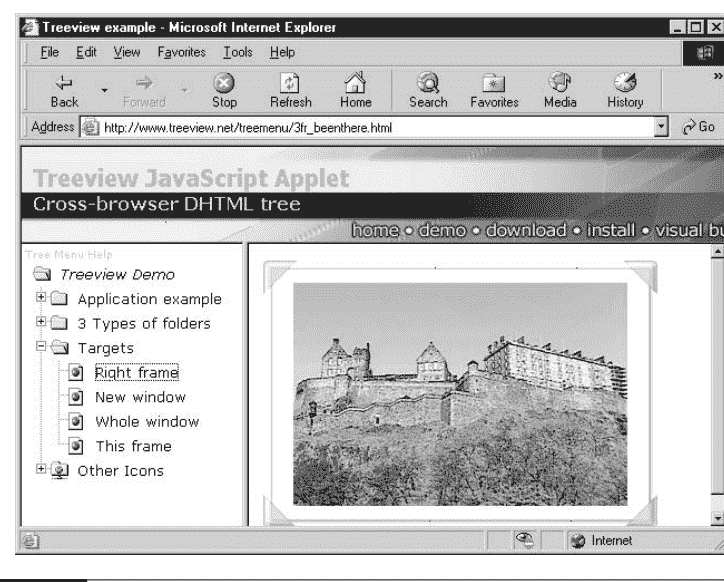 Treeview example - Microsoft Internet Explorer
File Edit View Favorites Tools Help
Back Forward Stop Refresh Home Search Favorites Media History »
Address http://www.treeview.net/treemenu/3fr_beenthere.html Go
Treeview JavaScript Applet
Cross-browser DHTML tree
home • demo • download • install • visual bu
Tree Menu Help
Treeview Demo
Application example
3 Types of folders
Targets
Right frame
New window
Whole window
This frame
Other Icons
Internet